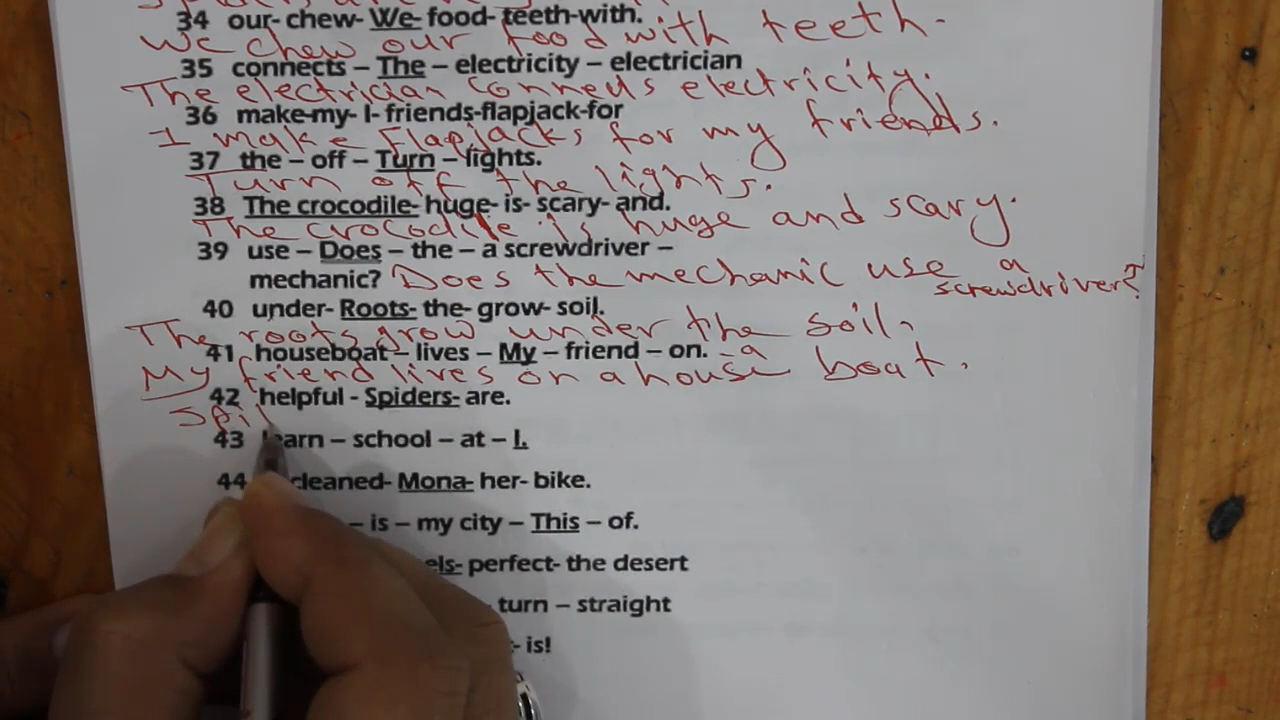 34 our- chew- We- food- teeth-with.
We chew our food with teeth.
35 connects – The – electricity – electrician
The electrician connects electricity.
36 make-my- I- friends-flapjack-for
I make flapjacks for my friends.
37 the – off – Turn – lights.
Turn off the lights.
38 The crocodile- huge- is- scary- and.
The crocodile is huge and scary.
39 use – Does – the – a screwdriver –
mechanic? Does the mechanic use a
screwdriver?
40 under- Roots- the- grow- soil.
The roots grow under the soil.
41 houseboat – lives – My – friend – on. - a
My friend lives on a house boat.
42 helpful - Spiders- are.
Spi
43 learn – school – at – I.
44 cleaned- Mona- her- bike.
– is – my city – This – of.
els- perfect- the desert
turn – straight
- is!